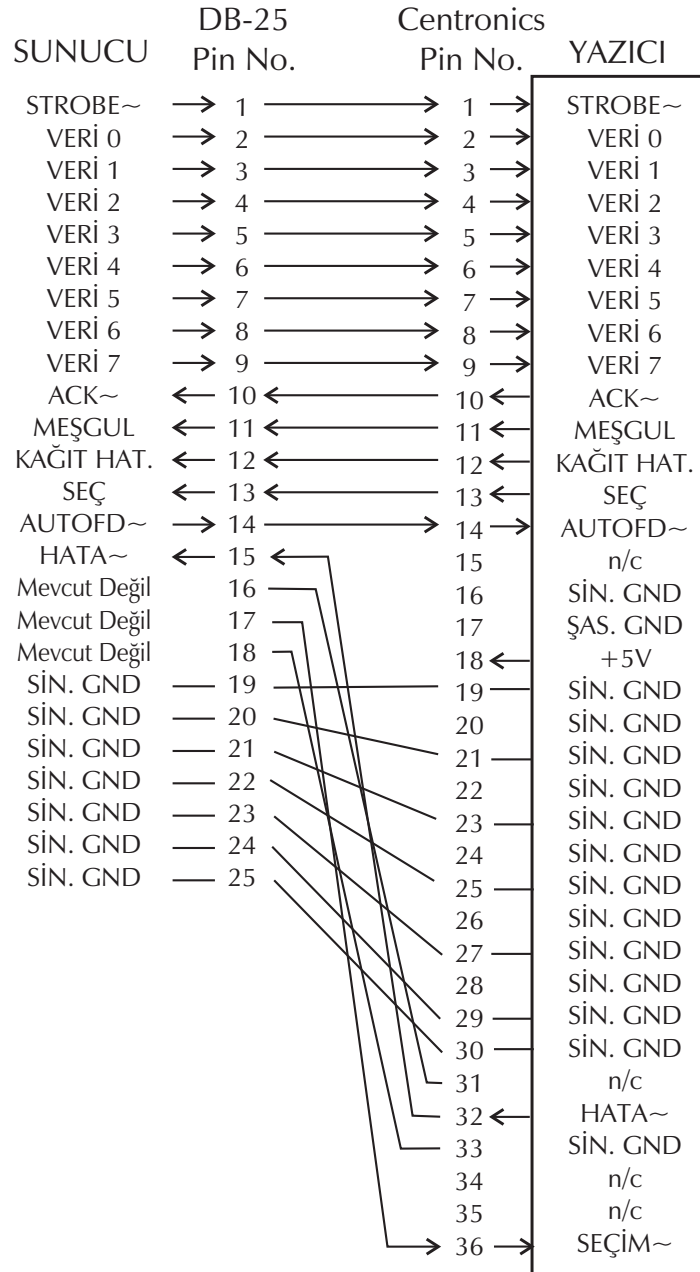 DB-25 Centronics
SUNUCU Pin No. Pin No. YAZICI
STROBE~ 1 1 STROBE~
VERİ 0 2 2 VERİ 0
VERİ 1 3 3 VERİ 1
VERİ 2 4 4 VERİ 2
VERİ 3 5 5 VERİ 3
VERİ 4 6 6 VERİ 4
VERİ 5 7 7 VERİ 5
VERİ 6 8 8 VERİ 6
VERİ 7 9 9 VERİ 7
ACK~ 10 10 ACK~
MEŞGUL 11 11 MEŞGUL
KAĞIT HAT. 12 12 KAĞIT HAT.
SEÇ 13 13 SEÇ
AUTOFD~ 14 14 AUTOFD~
HATA~ 15 15 n/c
Mevcut Değil 16 16 SİN. GND
Mevcut Değil 17 17 ŞAS. GND
Mevcut Değil 18 18 +5V
SİN. GND 19 19 SİN. GND
SİN. GND 20 20 SİN. GND
SİN. GND 21 21 SİN. GND
SİN. GND 22 22 SİN. GND
SİN. GND 23 23 SİN. GND
SİN. GND 24 24 SİN. GND
SİN. GND 25 25 SİN. GND
26 SİN. GND
27 SİN. GND
28 SİN. GND
29 SİN. GND
30 SİN. GND
31 n/c
32 HATA~
33 SİN. GND
34 n/c
35 n/c
36 SEÇİM~